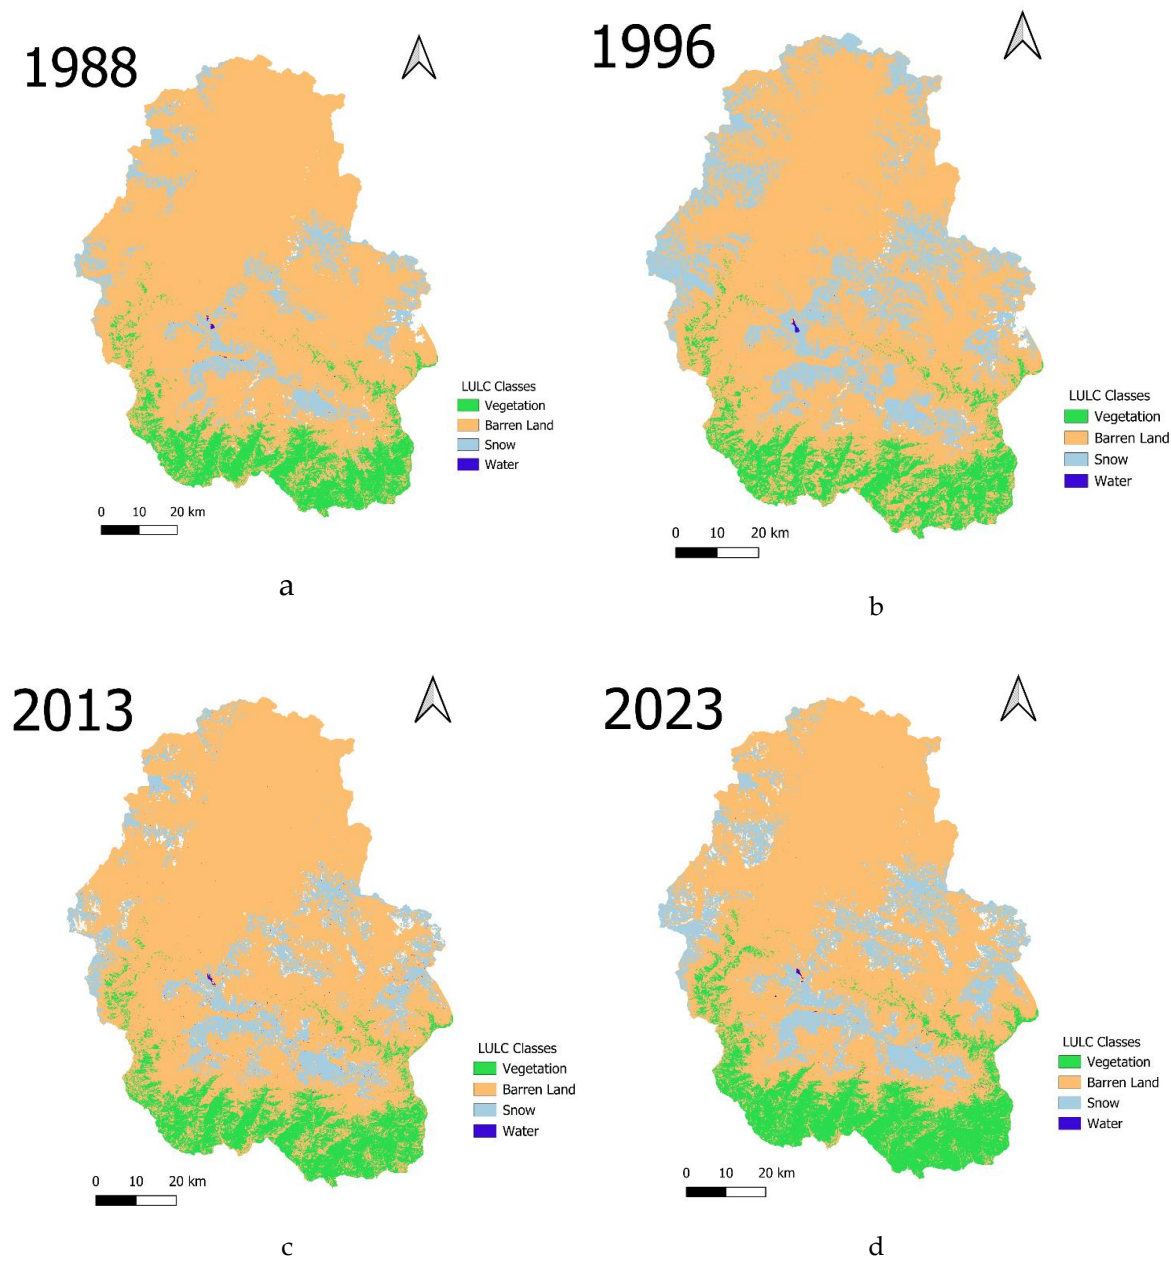 1988
LULC Classes
Vegetation
Barren Land
Snow
Water
0 10 20 km
a
1996
LULC Classes
Vegetation
Barren Land
Snow
Water
0 10 20 km
b
2013
LULC Classes
Vegetation
Barren Land
Snow
Water
0 10 20 km
c
2023
LULC Classes
Vegetation
Barren Land
Snow
Water
0 10 20 km
d